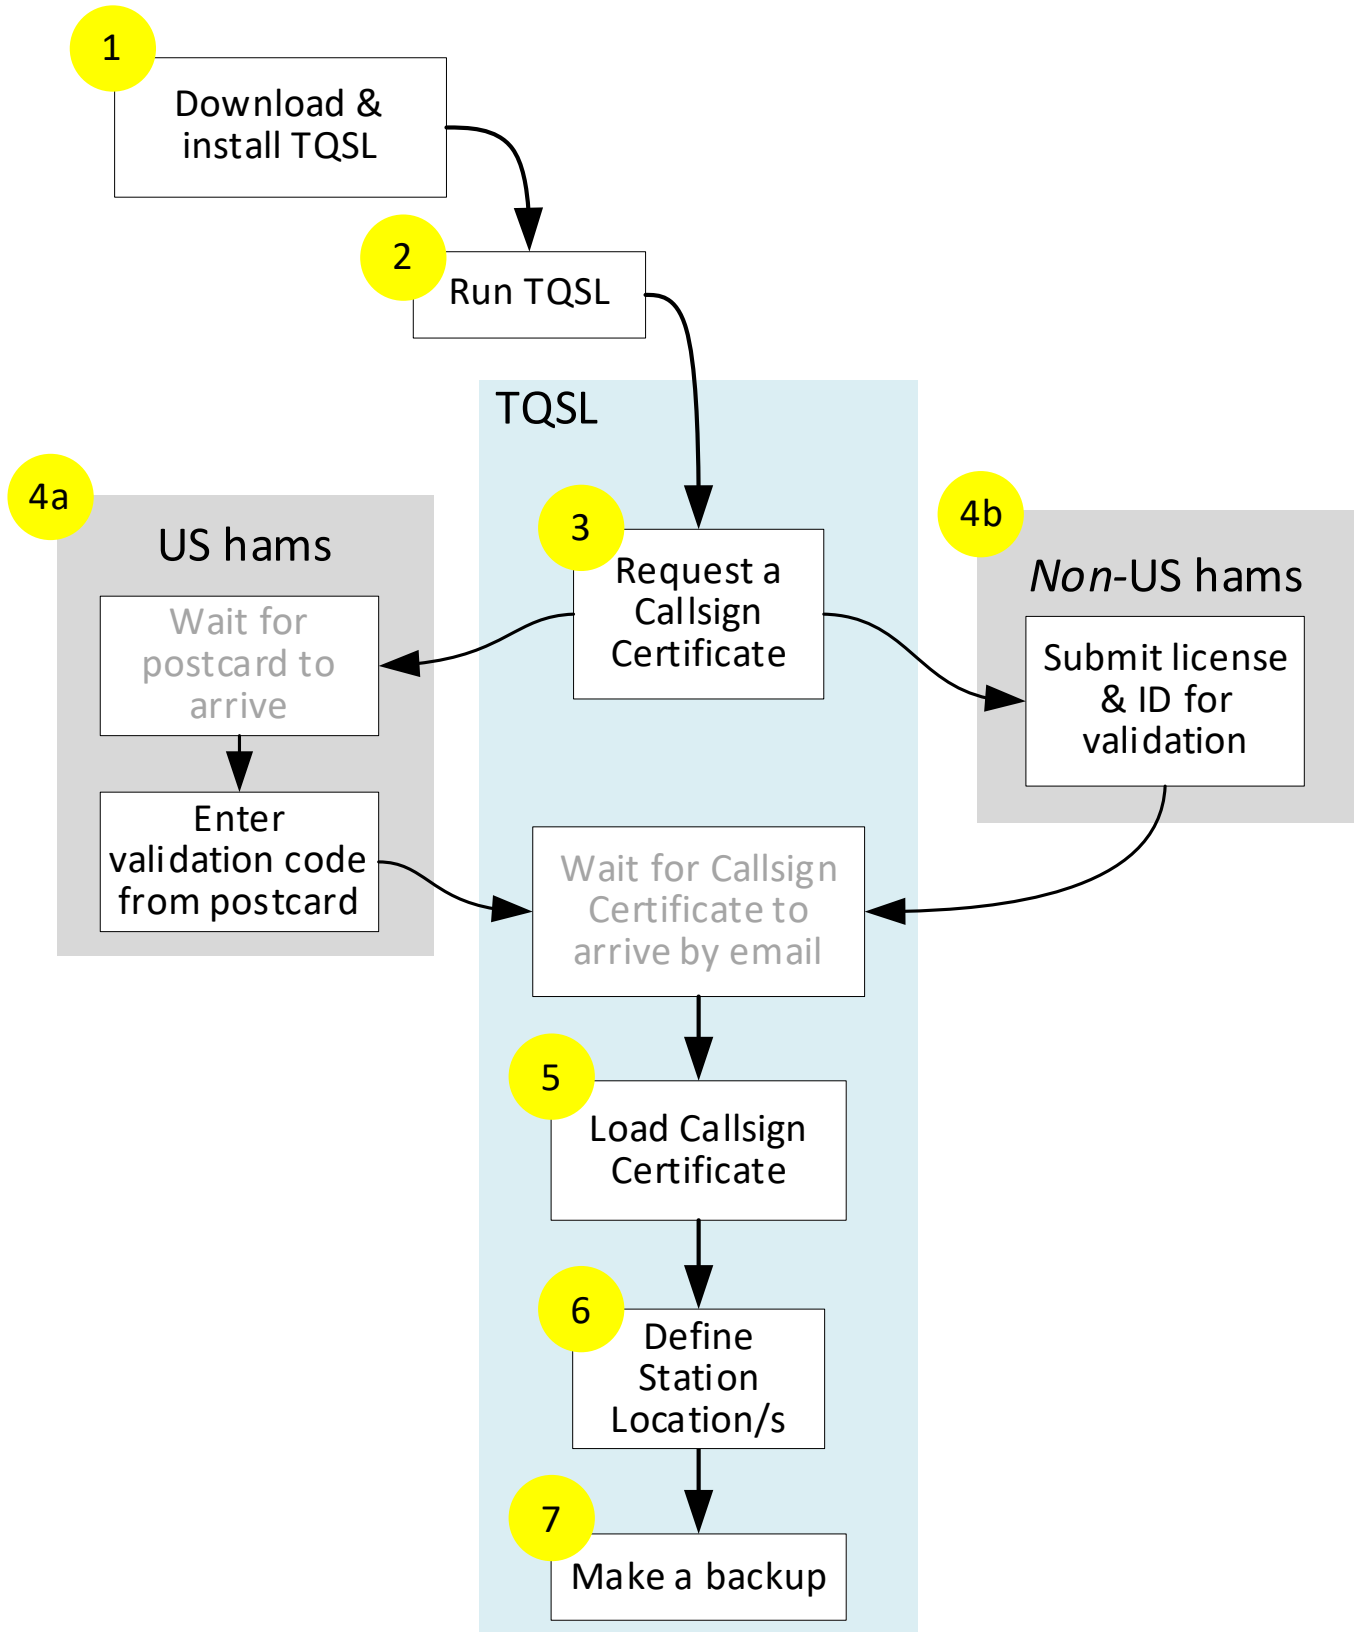 1
Download &
install TQSL
2
Run TQSL
TQSL
3
Request a
Callsign
Certificate
4a
US hams
Wait for
postcard to
arrive
Enter
validation code
from postcard
4b
Non-US hams
Submit license
& ID for
validation
Wait for Callsign
Certificate to
arrive by email
5
Load Callsign
Certificate
6
Define
Station
Location/s
7
Make a backup